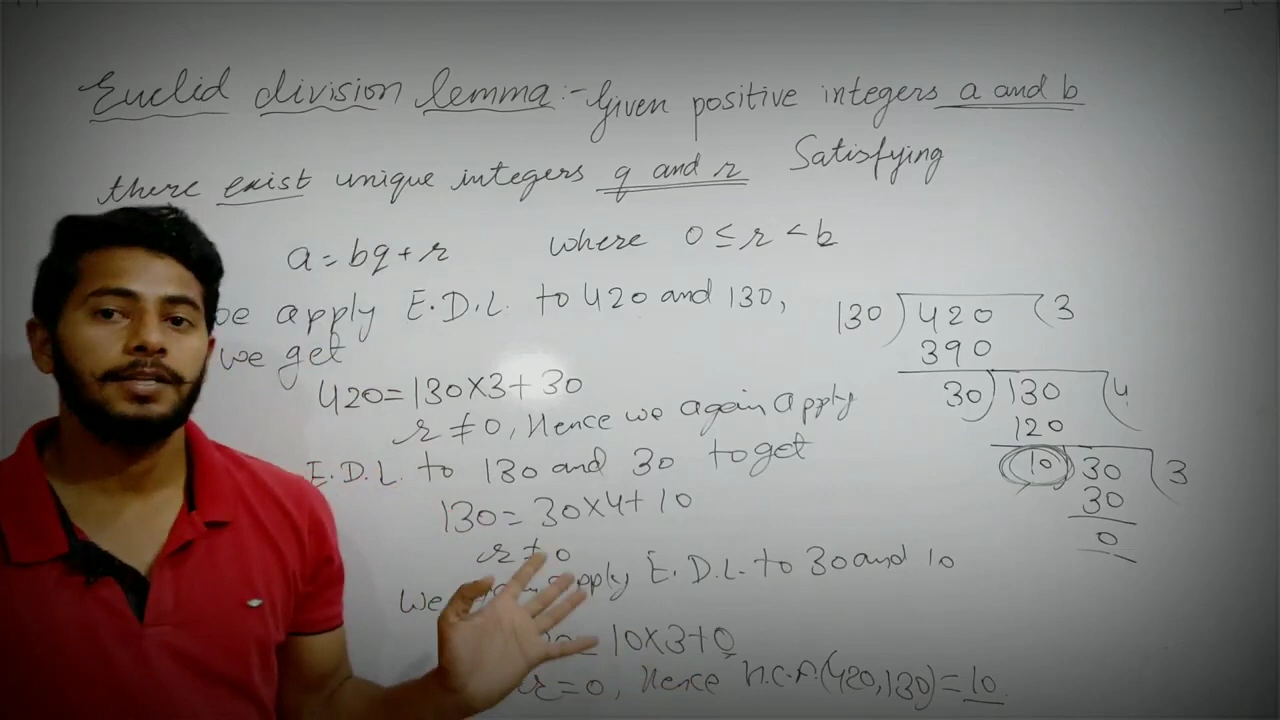 Euclid division lemma :- Given positive integers a and b
there exist unique integers q and r Satisfying
a = bq + r where 0 ≤ r < b
we apply E.D.L. to 420 and 130,
we get
420 = 130×3 + 30
r ≠ 0, Hence we again apply
E.D.L. to 130 and 30 to get
130 = 30×4 + 10
r ≠ 0
We apply E.D.L. to 30 and 10
= 10×3+0
r = 0, Hence H.C.F.(420,130) = 10.
130 ) 420 ( 3
390
30 ) 130 ( 4
120
10 ) 30 ( 3
30
0